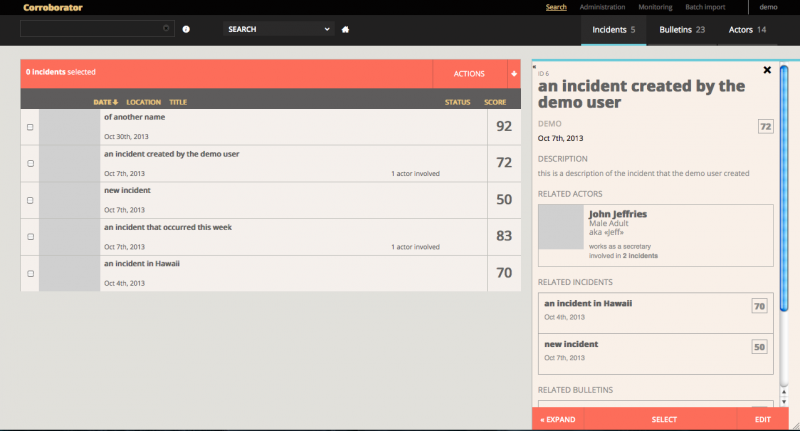 Corroborator
Search Administration Monitoring Batch Import demo
SEARCH
Incidents 5 Bulletins 23 Actors 14
0 Incidents selected
ACTIONS
DATE LOCATION TITLE STATUS SCORE
of another name
Oct 30th, 2013
92
an incident created by the demo user
Oct 7th, 2013
1 actor involved
72
new incident
Oct 7th, 2013
50
an incident that occurred this week
Oct 7th, 2013
1 actor involved
83
an incident in Hawaii
Oct 4th, 2013
70
ID 6
an incident created by the
demo user
DEMO
72
Oct 7th, 2013
DESCRIPTION
this is a description of the incident that the demo user created
RELATED ACTORS
John Jeffries
Male Adult
aka «Jeff»
works as a secretary
involved in 2 incidents
RELATED INCIDENTS
an incident in Hawaii
70
Oct 4th, 2013
new incident
50
Oct 7th, 2013
RELATED BULLETINS
« EXPAND SELECT EDIT